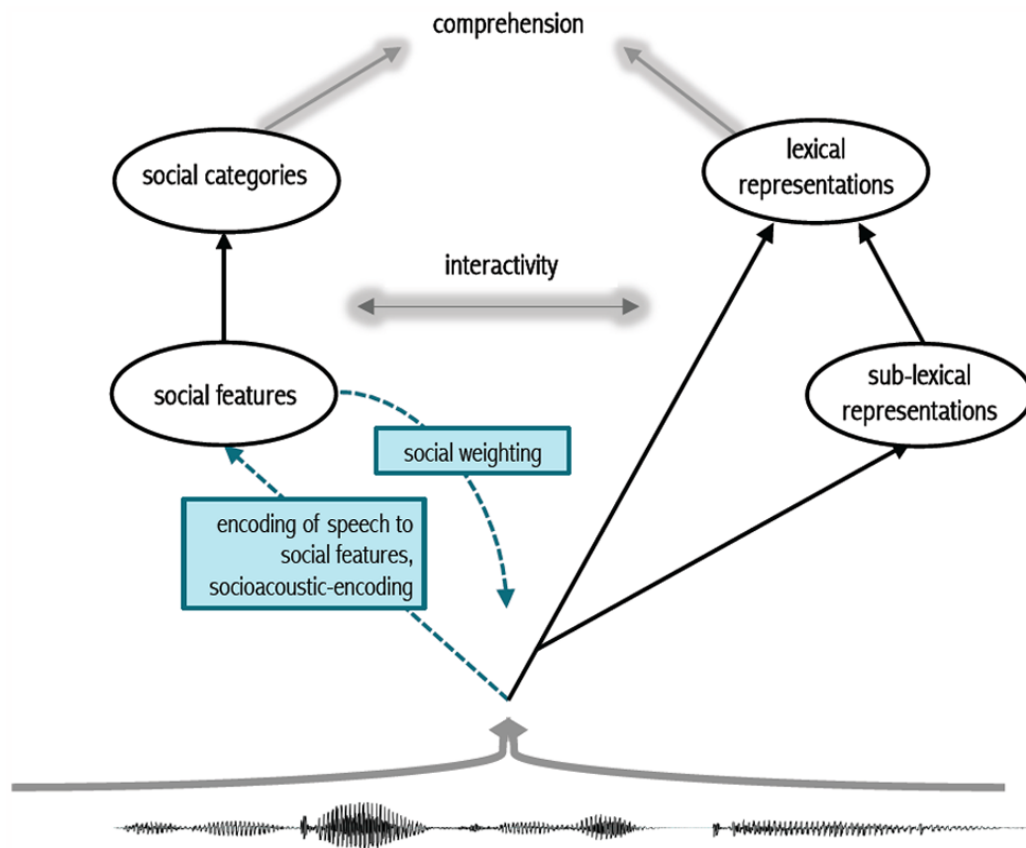 comprehension
social categories
lexical
representations
interactivity
social features
sub-lexical
representations
social weighting
encoding of speech to
social features,
socioacoustic-encoding